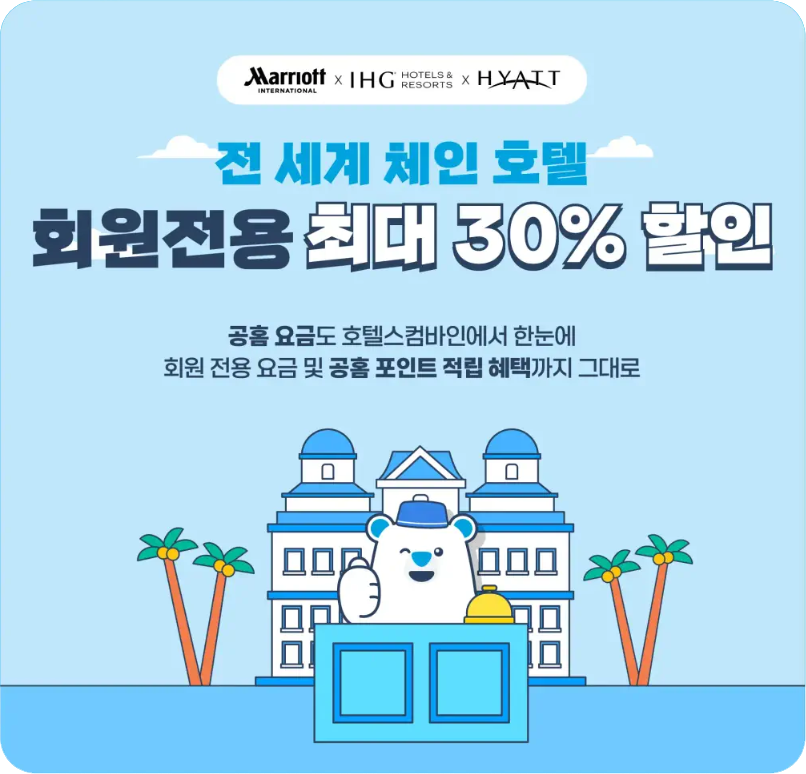 Marriott INTERNATIONAL x IHG HOTELS & RESORTS x HYATT
전 세계 체인 호텔
회원전용 최대 30% 할인
공홈 요금도 호텔스컴바인에서 한눈에
회원 전용 요금 및 공홈 포인트 적립 혜택까지 그대로